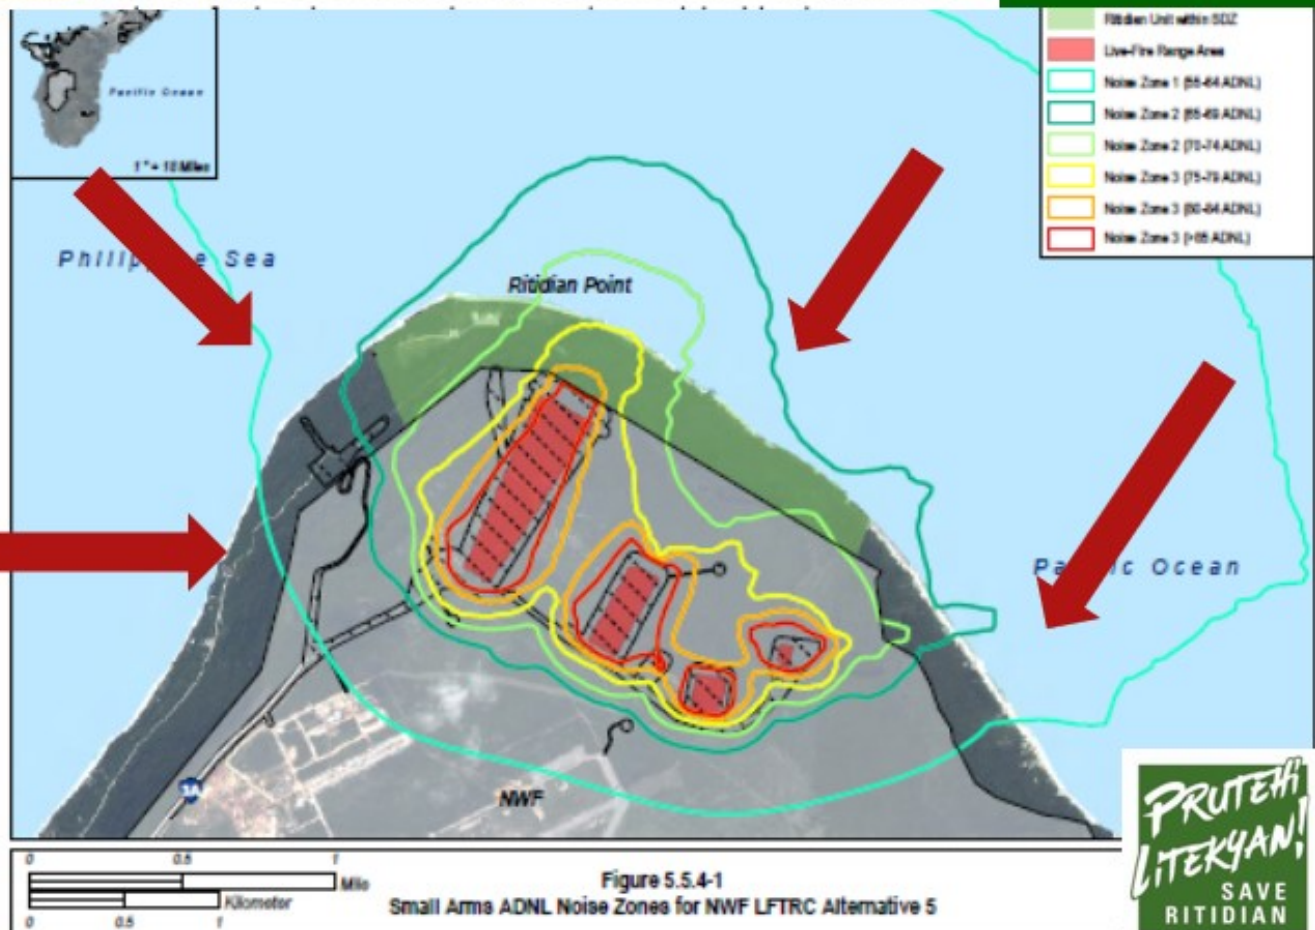 Pacific Ocean
1" = 10 Miles
Ritidian Unit within SDZ
Live-Fire Range Area
Noise Zone 1 (55-64 ADNL)
Noise Zone 2 (65-69 ADNL)
Noise Zone 2 (70-74 ADNL)
Noise Zone 3 (75-79 ADNL)
Noise Zone 3 (80-84 ADNL)
Noise Zone 3 (>85 ADNL)
Philippine Sea
Ritidian Point
Pacific Ocean
3A
NWF
0 0.5 1
Mile
Kilometer
0 0.5 1
Figure 5.5.4-1
Small Arms ADNL Noise Zones for NWF LFTRC Alternative 5
PRUTEHI
LITEKYAN!
SAVE
RITIDIAN